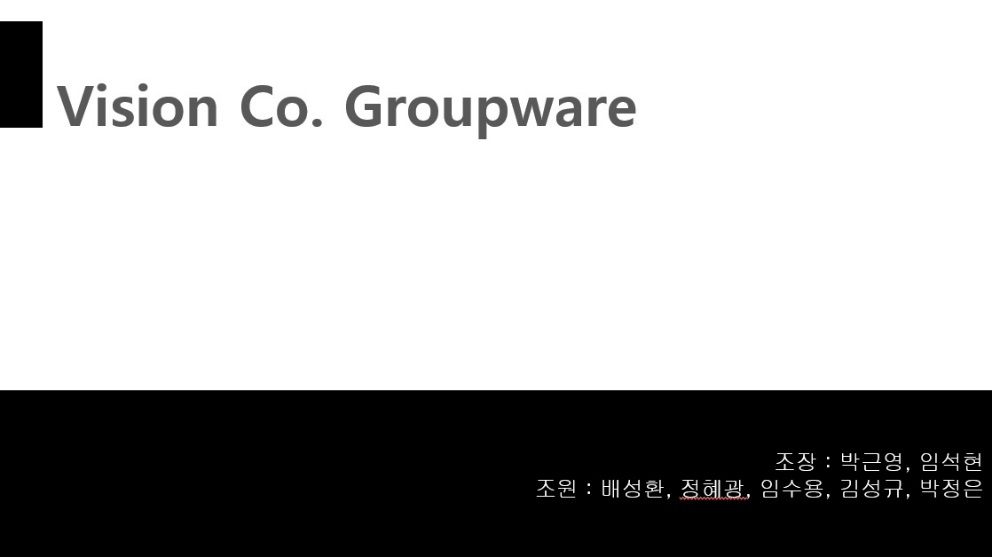 Vision Co. Groupware
조장 : 박근영, 임석현
조원 : 배성환, 정혜광, 임수용, 김성규, 박정은